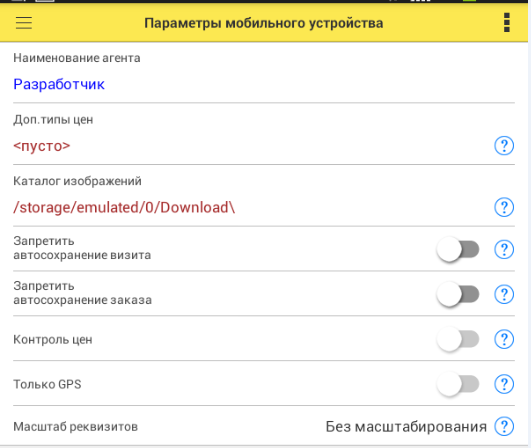 Параметры мобильного устройства
Наименование агента
Разработчик
Доп.типы цен
<пусто>
?
Каталог изображений
/storage/emulated/0/Download\
?
Запретить
автосохранение визита
?
Запретить
автосохранение заказа
?
Контроль цен
?
Только GPS
?
Масштаб реквизитов
Без масштабирования
?